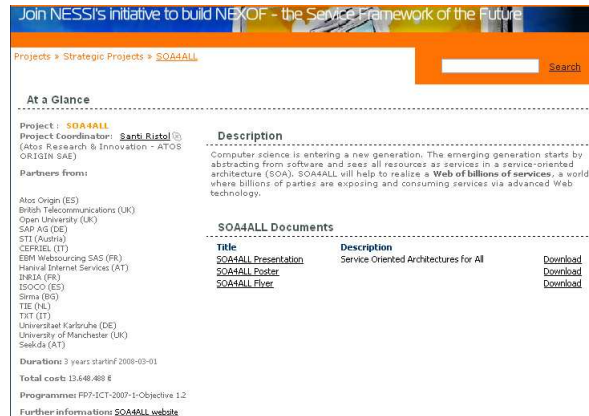 Join NESSI's initiative to build NEXOF - the Service Framework of the Future
Projects » Strategic Projects » SOA4ALL
Search
At a Glance
Project : SOA4ALL
Project Coordinator: Santi Ristol
(Atos Research & Innovation - ATOS
ORIGIN SAE)
Partners from:
Atos Origin (ES)
British Telecommunications (UK)
Open University (UK)
SAP AG (DE)
STI (Austria)
CEFRIEL (IT)
EBM Websourcing SAS (FR)
Hanival Internet Services (AT)
INRIA (FR)
ISOCO (ES)
Sirma (BG)
TIE (NL)
TXT (IT)
Universitaet Karlsruhe (DE)
University of Manchester (UK)
Seekda (AT)
Duration: 3 years startinf 2008-03-01
Total cost: 13.648.488 €
Programme: FP7-ICT-2007-1-Objective 1.2
Further information: SOA4ALL website
Description
Computer science is entering a new generation. The emerging generation starts by
abstracting from software and sees all resources as services in a service-oriented
architecture (SOA). SOA4ALL will help to realize a Web of billions of services, a world
where billions of parties are exposing and consuming services via advanced Web
technology.
SOA4ALL Documents
Title Description
SOA4ALL Presentation Service Oriented Architectures for All Download
SOA4ALL Poster Download
SOA4ALL Flyer Download